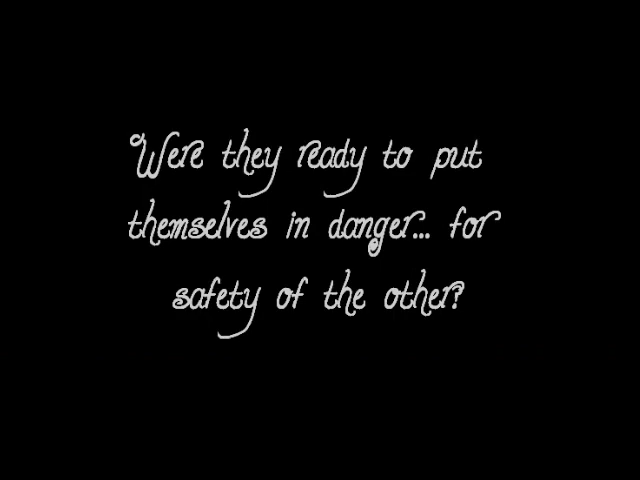 Were they ready to put
themselves in danger... for
safety of the other?